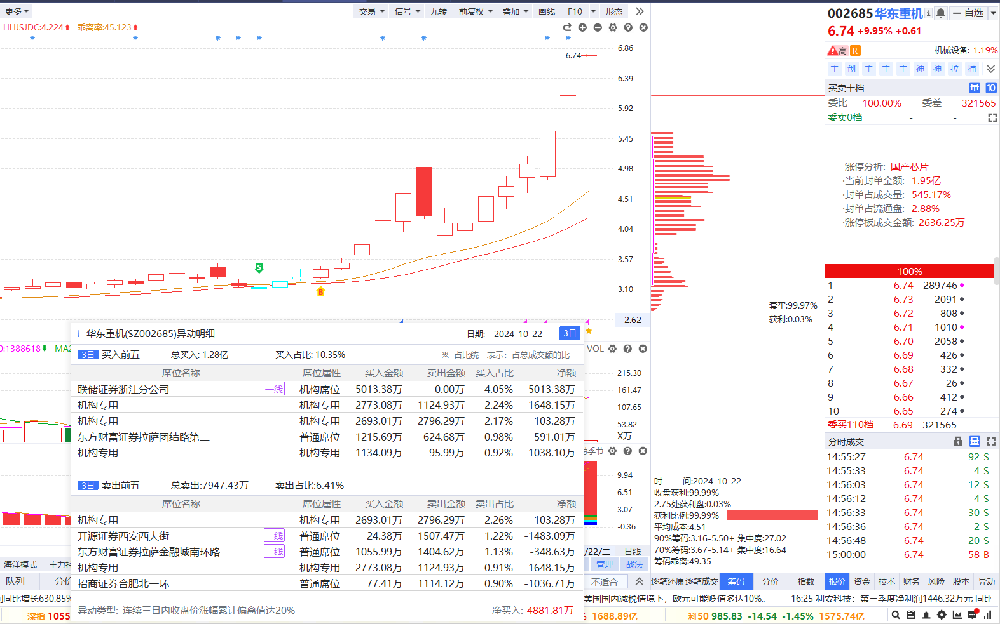 更多 交易 信号 九转 前复权 叠加 画线 F10 形态
HHJSJDC:4.224 乖离率:45.123
6.74
6.86
6.39
5.92
5.45
4.98
4.51
4.04
3.57
3.10
2.62
S
B
套牢:99.97%
获利:0.03%
华东重机(SZ002685)异动明细 日期: 2024-10-22 3日
3日 买入前五 总买入: 1.28亿 买入占比: 10.35% ※ 占比统一表示：占总成交额的比
席位名称 席位属性 买入金额 卖出金额 买入占比 净额
联储证券浙江分公司 一线 机构席位 5013.38万 0.00万 4.05% 5013.38万
机构专用 机构专用 2773.08万 1124.93万 2.24% 1648.15万
机构专用 机构专用 2693.01万 2796.29万 2.17% -103.28万
东方财富证券拉萨团结路第二 普通席位 1215.69万 624.68万 0.98% 591.01万
机构专用 机构专用 1134.09万 95.99万 0.92% 1038.10万
3日 卖出前五 总卖出:7947.43万 卖出占比:6.41%
席位名称 席位属性 买入金额 卖出金额 卖出占比 净额
机构专用 机构专用 2693.01万 2796.29万 2.26% -103.28万
开源证券西安西大街 一线 普通席位 24.38万 1507.47万 1.22% -1483.09万
东方财富证券拉萨金融城南环路 一线 普通席位 1055.99万 1404.62万 1.13% -348.63万
机构专用 机构专用 2773.08万 1124.93万 0.91% 1648.15万
招商证券合肥北一环 普通席位 77.41万 1114.12万 0.90% -1036.71万
异动类型: 连续三日内收盘价涨幅累计偏离值达20% 净买入: 4881.81万
0:1388618 MA2
VOL
215.30
161.47
107.65
53.82
X万
季节
9.94
6.51
3.07
-0.36
/22/二 日线
海洋模式 主力控 管理 战法
队列 分价 不适合
时 间:2024-10-22
收盘获利:99.99%
2.75处获利盘:0.03%
获利比例:99.99%
平均成本:4.51
90%筹码:3.16-5.50+ 集中度:27.02
70%筹码:3.67-5.14+ 集中度:16.64
筹码乖离:49.35
逐笔还原 逐笔成交 筹码 分价 指数
002685 华东重机 自选
6.74 +9.95% +0.61
高 R 机械设备: 1.19%
主 创 主 主 主 神 神 拉 捕
买卖十档 量 10
委比 100.00% 委差 321565
委卖0档 - -
涨停分析: 国产芯片
·当前封单金额: 1.95亿
·封单占成交量: 545.17%
·封单占流通盘: 2.88%
·涨停板成交金额: 2636.25万
100%
1 6.74 289746
2 6.73 2091
3 6.72 808
4 6.71 1010
5 6.70 2058
6 6.69 426
7 6.68 332
8 6.67 26
9 6.66 412
10 6.65 274
委买110档 6.69 321565
分时成交 量
14:55:27 6.74 92 S
14:55:33 6.74 4 S
14:56:03 6.74 12 S
14:56:12 6.74 4 S
14:56:33 6.74 30 S
14:56:36 6.74 2 S
14:56:48 6.74 20 S
15:00:00 6.74 58 B
报价 资金 技术 财务 风险 股本 异动
同比增长630.85% 美国国内减税情境下，欧元可能贬值多达10%。 16:25 利安科技：第三季度净利润1446.32万元 同比
深指 1055 % 1688.89亿 科50 985.83 -14.54 -1.45% 1575.74亿